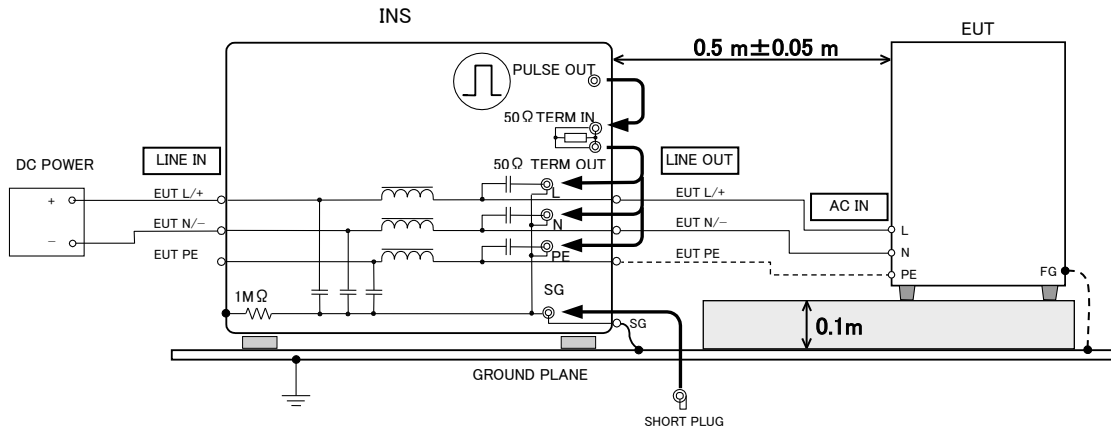 INS
EUT
0.5 m±0.05 m
PULSE OUT
50Ω TERM IN
DC POWER
LINE IN
50Ω TERM OUT
LINE OUT
EUT L/+
L
EUT L/+
AC IN
+
EUT N/−
N
EUT N/−
L
−
EUT PE
PE
EUT PE
N
PE
FG
1MΩ
SG
SG
0.1m
GROUND PLANE
SHORT PLUG